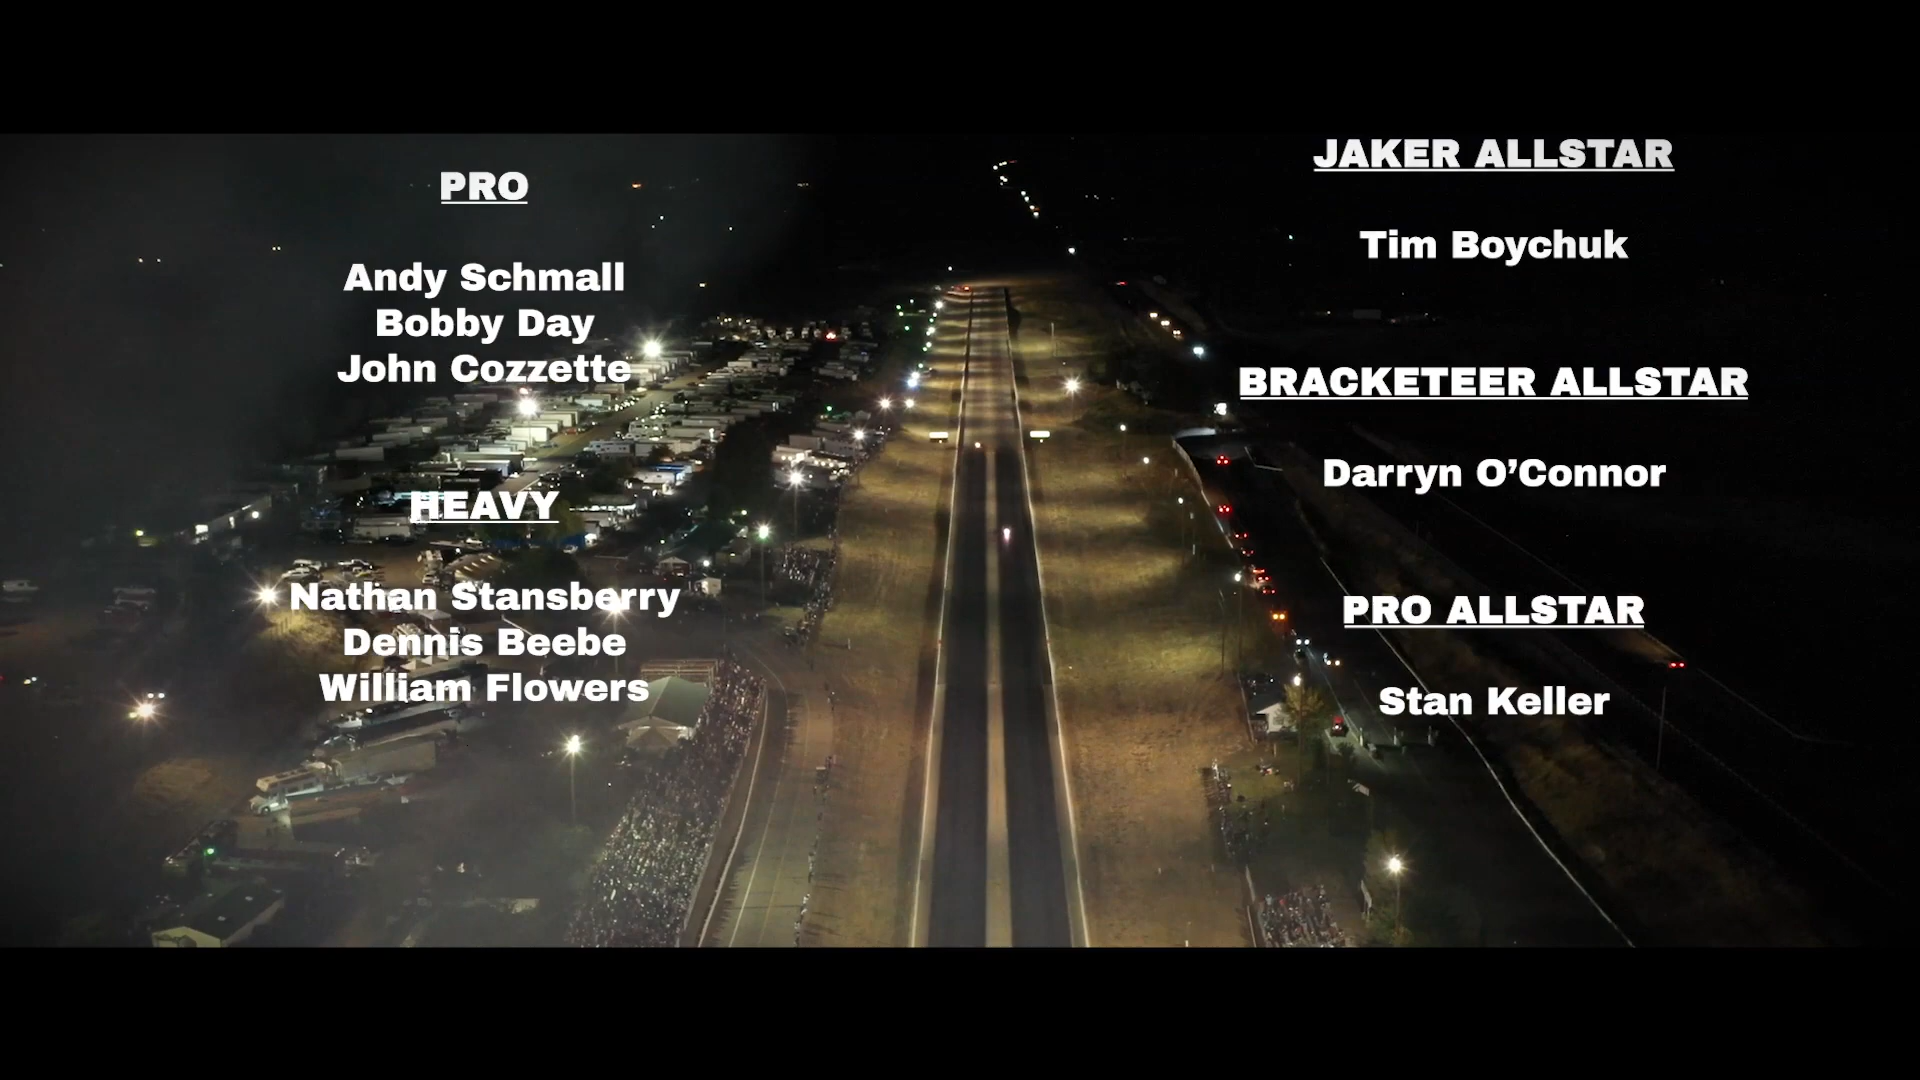 PRO
Andy Schmall
Bobby Day
John Cozzette
HEAVY
Nathan Stansberry
Dennis Beebe
William Flowers
JAKER ALLSTAR
Tim Boychuk
BRACKETEER ALLSTAR
Darryn O’Connor
PRO ALLSTAR
Stan Keller